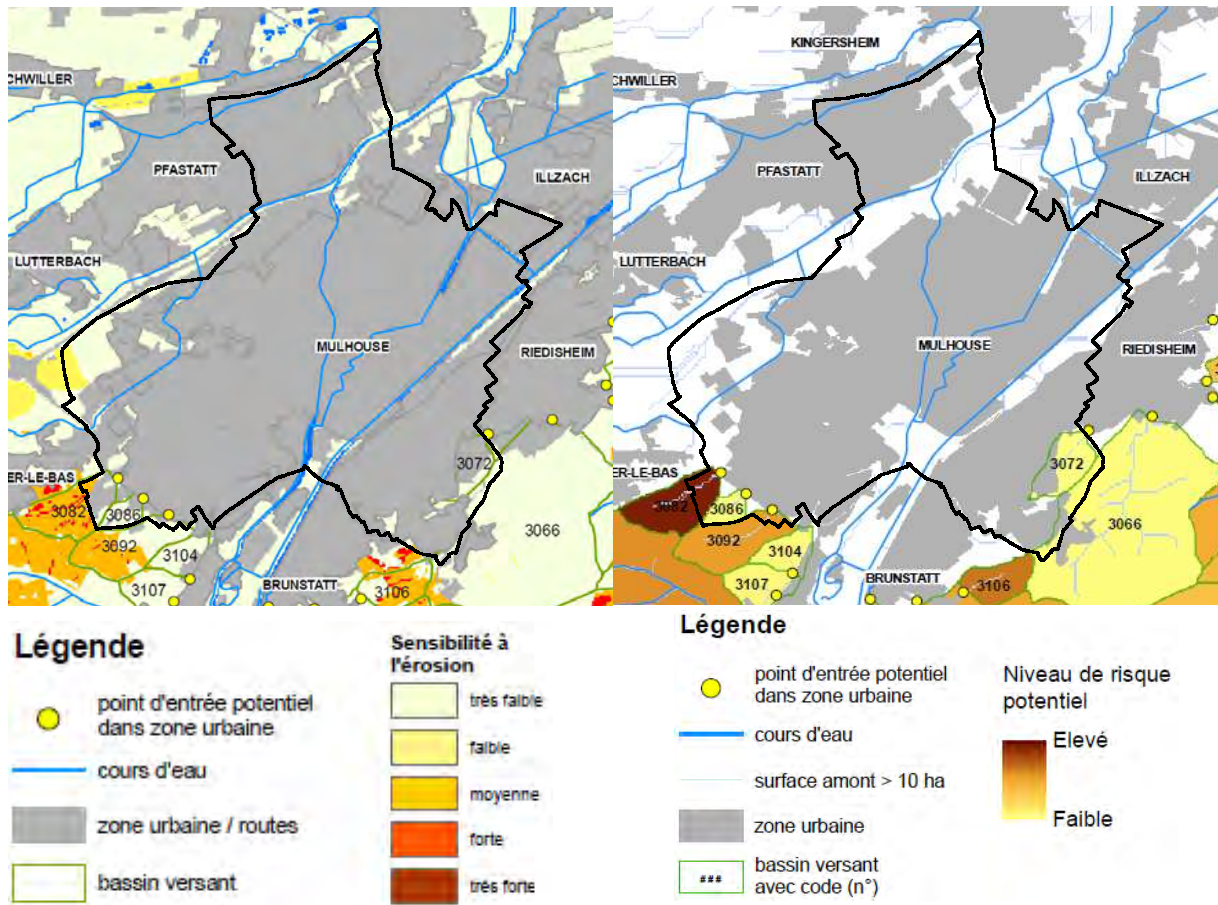 CHWILLER
PFASTATT
ILLZACH
LUTTERBACH
MULHOUSE
RIEDISHEIM
ER-LE-BAS
3072
3082
3086
3092
3066
3104
3107
BRUNSTATT
3106
KINGERSHEIM
CHWILLER
PFASTATT
ILLZACH
LUTTERBACH
MULHOUSE
RIEDISHEIM
ER-LE-BAS
3072
3082
3086
3092
3066
3104
3107
BRUNSTATT
3106
Légende
point d'entrée potentiel
dans zone urbaine
cours d'eau
zone urbaine / routes
bassin versant
Sensibilité à
l'érosion
très faible
faible
moyenne
forte
très forte
Légende
point d'entrée potentiel
dans zone urbaine
cours d'eau
surface amont > 10 ha
zone urbaine
###
bassin versant
avec code (n°)
Niveau de risque
potentiel
Elevé
Faible